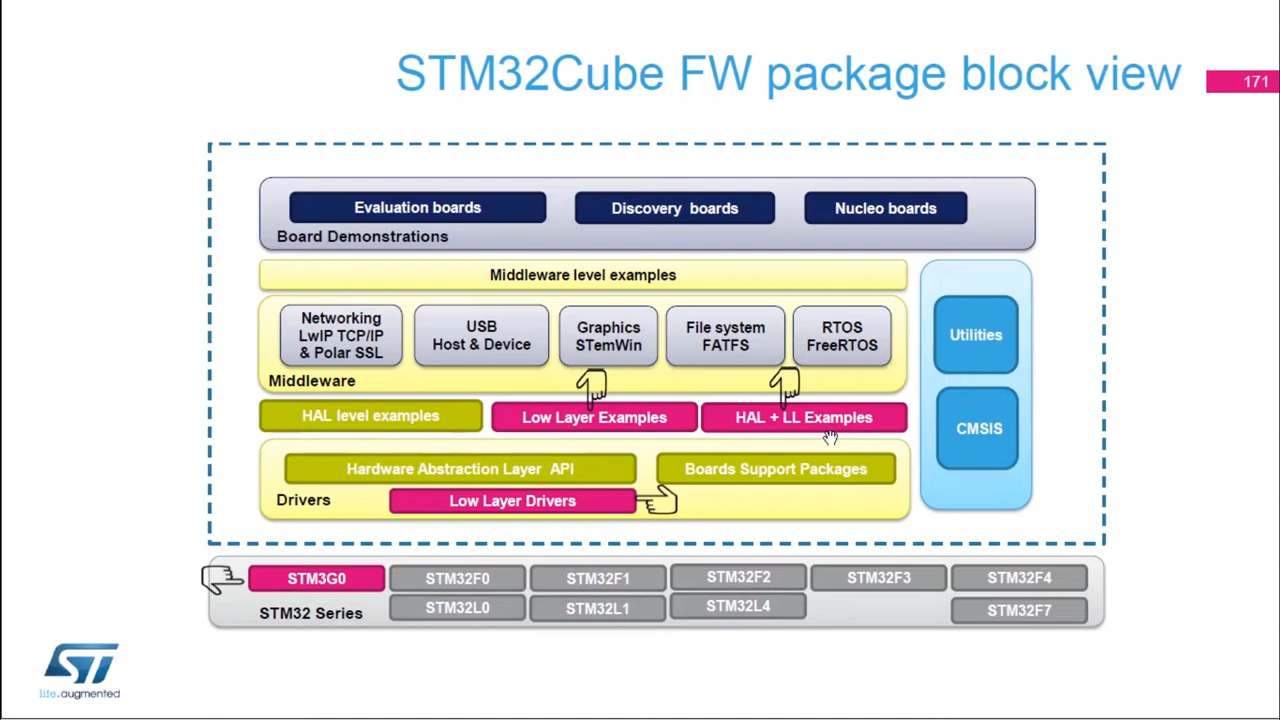 STM32Cube FW package block view
171
Evaluation boards
Discovery boards
Nucleo boards
Board Demonstrations
Middleware level examples
Networking
LwIP TCP/IP
& Polar SSL
USB
Host & Device
Graphics
STemWin
File system
FATFS
RTOS
FreeRTOS
Middleware
Utilities
CMSIS
HAL level examples
Low Layer Examples
HAL + LL Examples
Hardware Abstraction Layer API
Boards Support Packages
Drivers
Low Layer Drivers
STM3G0
STM32F0
STM32F1
STM32F2
STM32F3
STM32F4
STM32 Series
STM32L0
STM32L1
STM32L4
STM32F7
ST
life.augmented